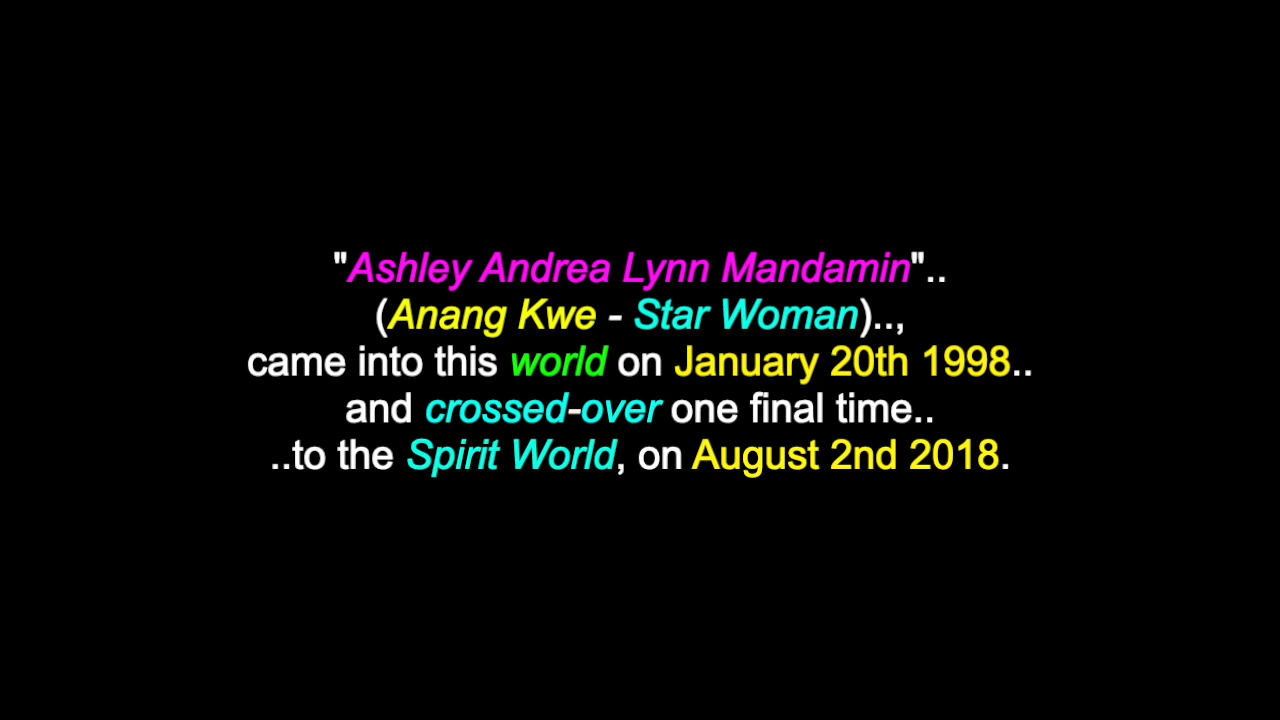 "Ashley Andrea Lynn Mandamin"..
(Anang Kwe - Star Woman)..,
came into this world on January 20th 1998..
and crossed-over one final time..
..to the Spirit World, on August 2nd 2018.